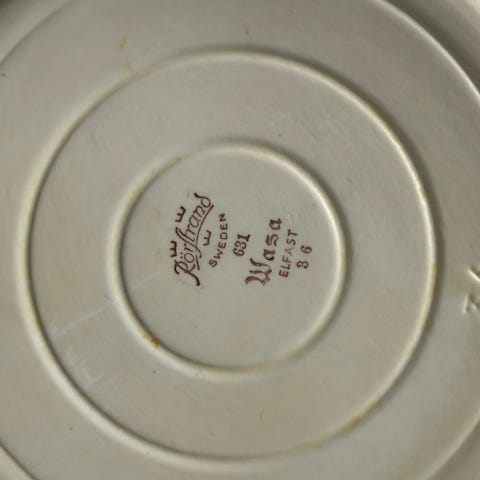 Rörstrand
SWEDEN
631
Wasa
ELFAST
36